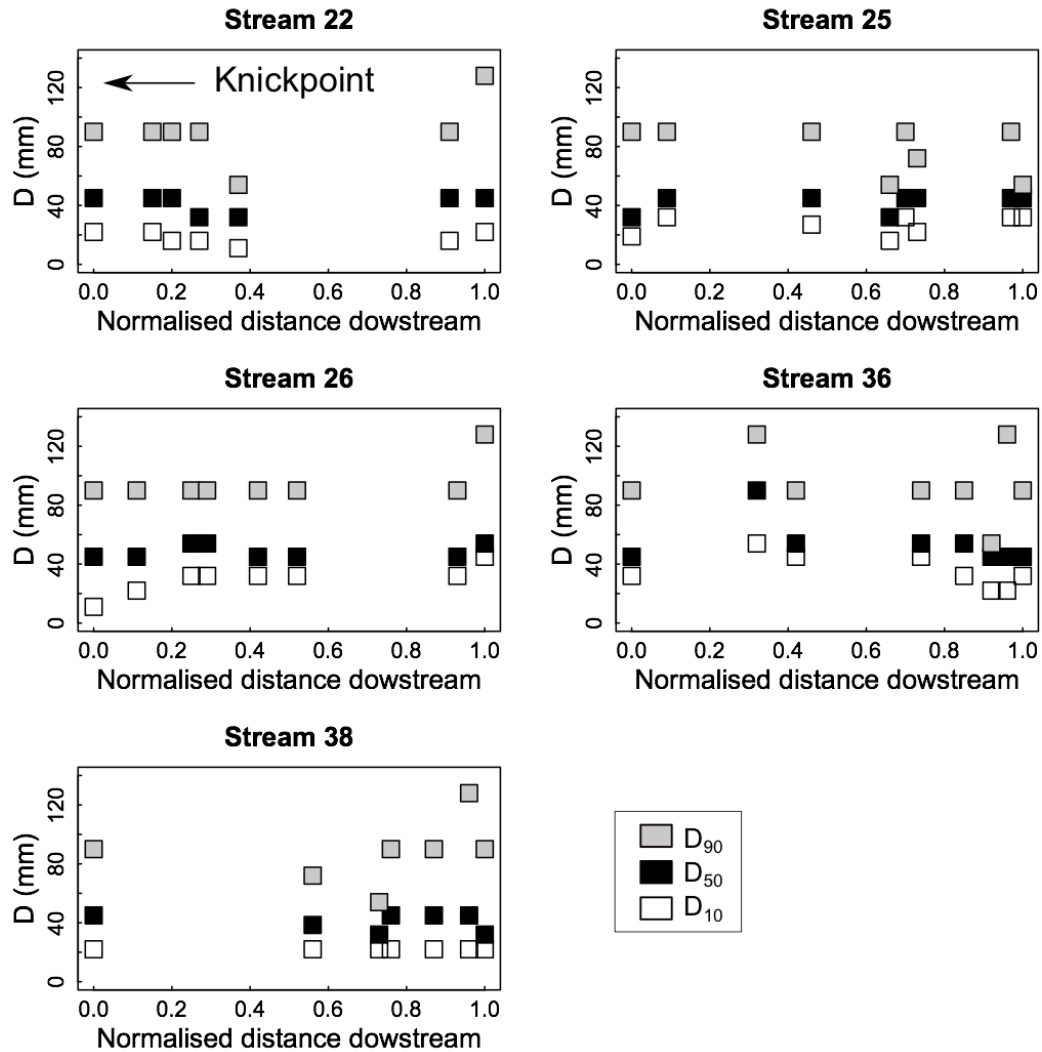 Stream 22
Stream 25
D (mm)
0 40 80 120
Knickpoint
0.0 0.2 0.4 0.6 0.8 1.0
Normalised distance dowstream
D (mm)
0 40 80 120
0.0 0.2 0.4 0.6 0.8 1.0
Normalised distance dowstream
Stream 26
Stream 36
D (mm)
0 40 80 120
0.0 0.2 0.4 0.6 0.8 1.0
Normalised distance dowstream
D (mm)
0 40 80 120
0.0 0.2 0.4 0.6 0.8 1.0
Normalised distance dowstream
Stream 38
D (mm)
0 40 80 120
0.0 0.2 0.4 0.6 0.8 1.0
Normalised distance dowstream
D90
D50
D10